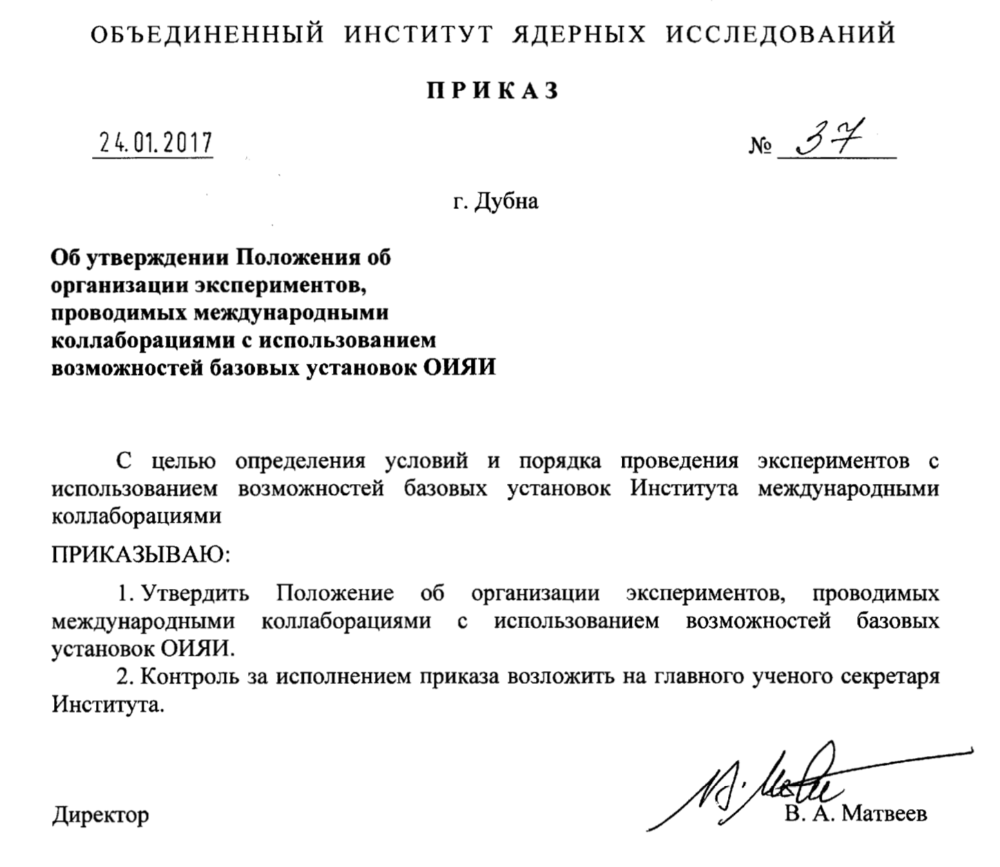 ОБЪЕДИНЕННЫЙ ИНСТИТУТ ЯДЕРНЫХ ИССЛЕДОВАНИЙ
ПРИКАЗ
24.01.2017 № 37
г. Дубна
Об утверждении Положения об
организации экспериментов,
проводимых международными
коллаборациями с использованием
возможностей базовых установок ОИЯИ
С целью определения условий и порядка проведения экспериментов с
использованием возможностей базовых установок Института международными
коллаборациями
ПРИКАЗЫВАЮ:
1. Утвердить Положение об организации экспериментов, проводимых
международными коллаборациями с использованием возможностей базовых
установок ОИЯИ.
2. Контроль за исполнением приказа возложить на главного ученого секретаря
Института.
Директор В. А. Матвеев